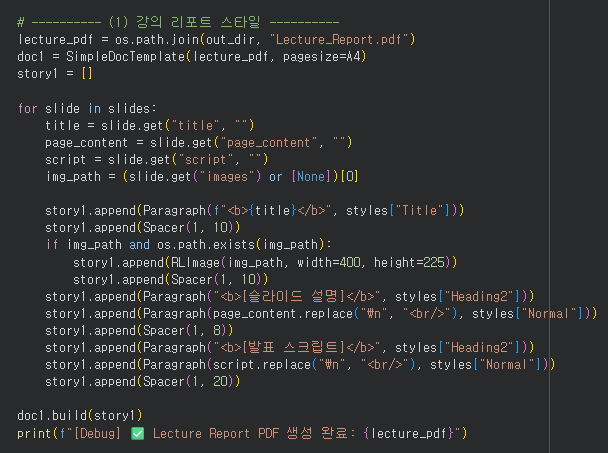 # ---------- (1) 강의 리포트 스타일 ----------
lecture_pdf = os.path.join(out_dir, "Lecture_Report.pdf")
doc1 = SimpleDocTemplate(lecture_pdf, pagesize=A4)
story1 = []

for slide in slides:
    title = slide.get("title", "")
    page_content = slide.get("page_content", "")
    script = slide.get("script", "")
    img_path = (slide.get("images") or [None])[0]

    story1.append(Paragraph(f"<b>{title}</b>", styles["Title"]))
    story1.append(Spacer(1, 10))
    if img_path and os.path.exists(img_path):
        story1.append(RLImage(img_path, width=400, height=225))
        story1.append(Spacer(1, 10))
    story1.append(Paragraph("<b>[슬라이드 설명]</b>", styles["Heading2"]))
    story1.append(Paragraph(page_content.replace("₩n", "<br/>"), styles["Normal"]))
    story1.append(Spacer(1, 8))
    story1.append(Paragraph("<b>[발표 스크립트]</b>", styles["Heading2"]))
    story1.append(Paragraph(script.replace("₩n", "<br/>"), styles["Normal"]))
    story1.append(Spacer(1, 20))

doc1.build(story1)
print(f"[Debug] ✅ Lecture Report PDF 생성 완료: {lecture_pdf}")